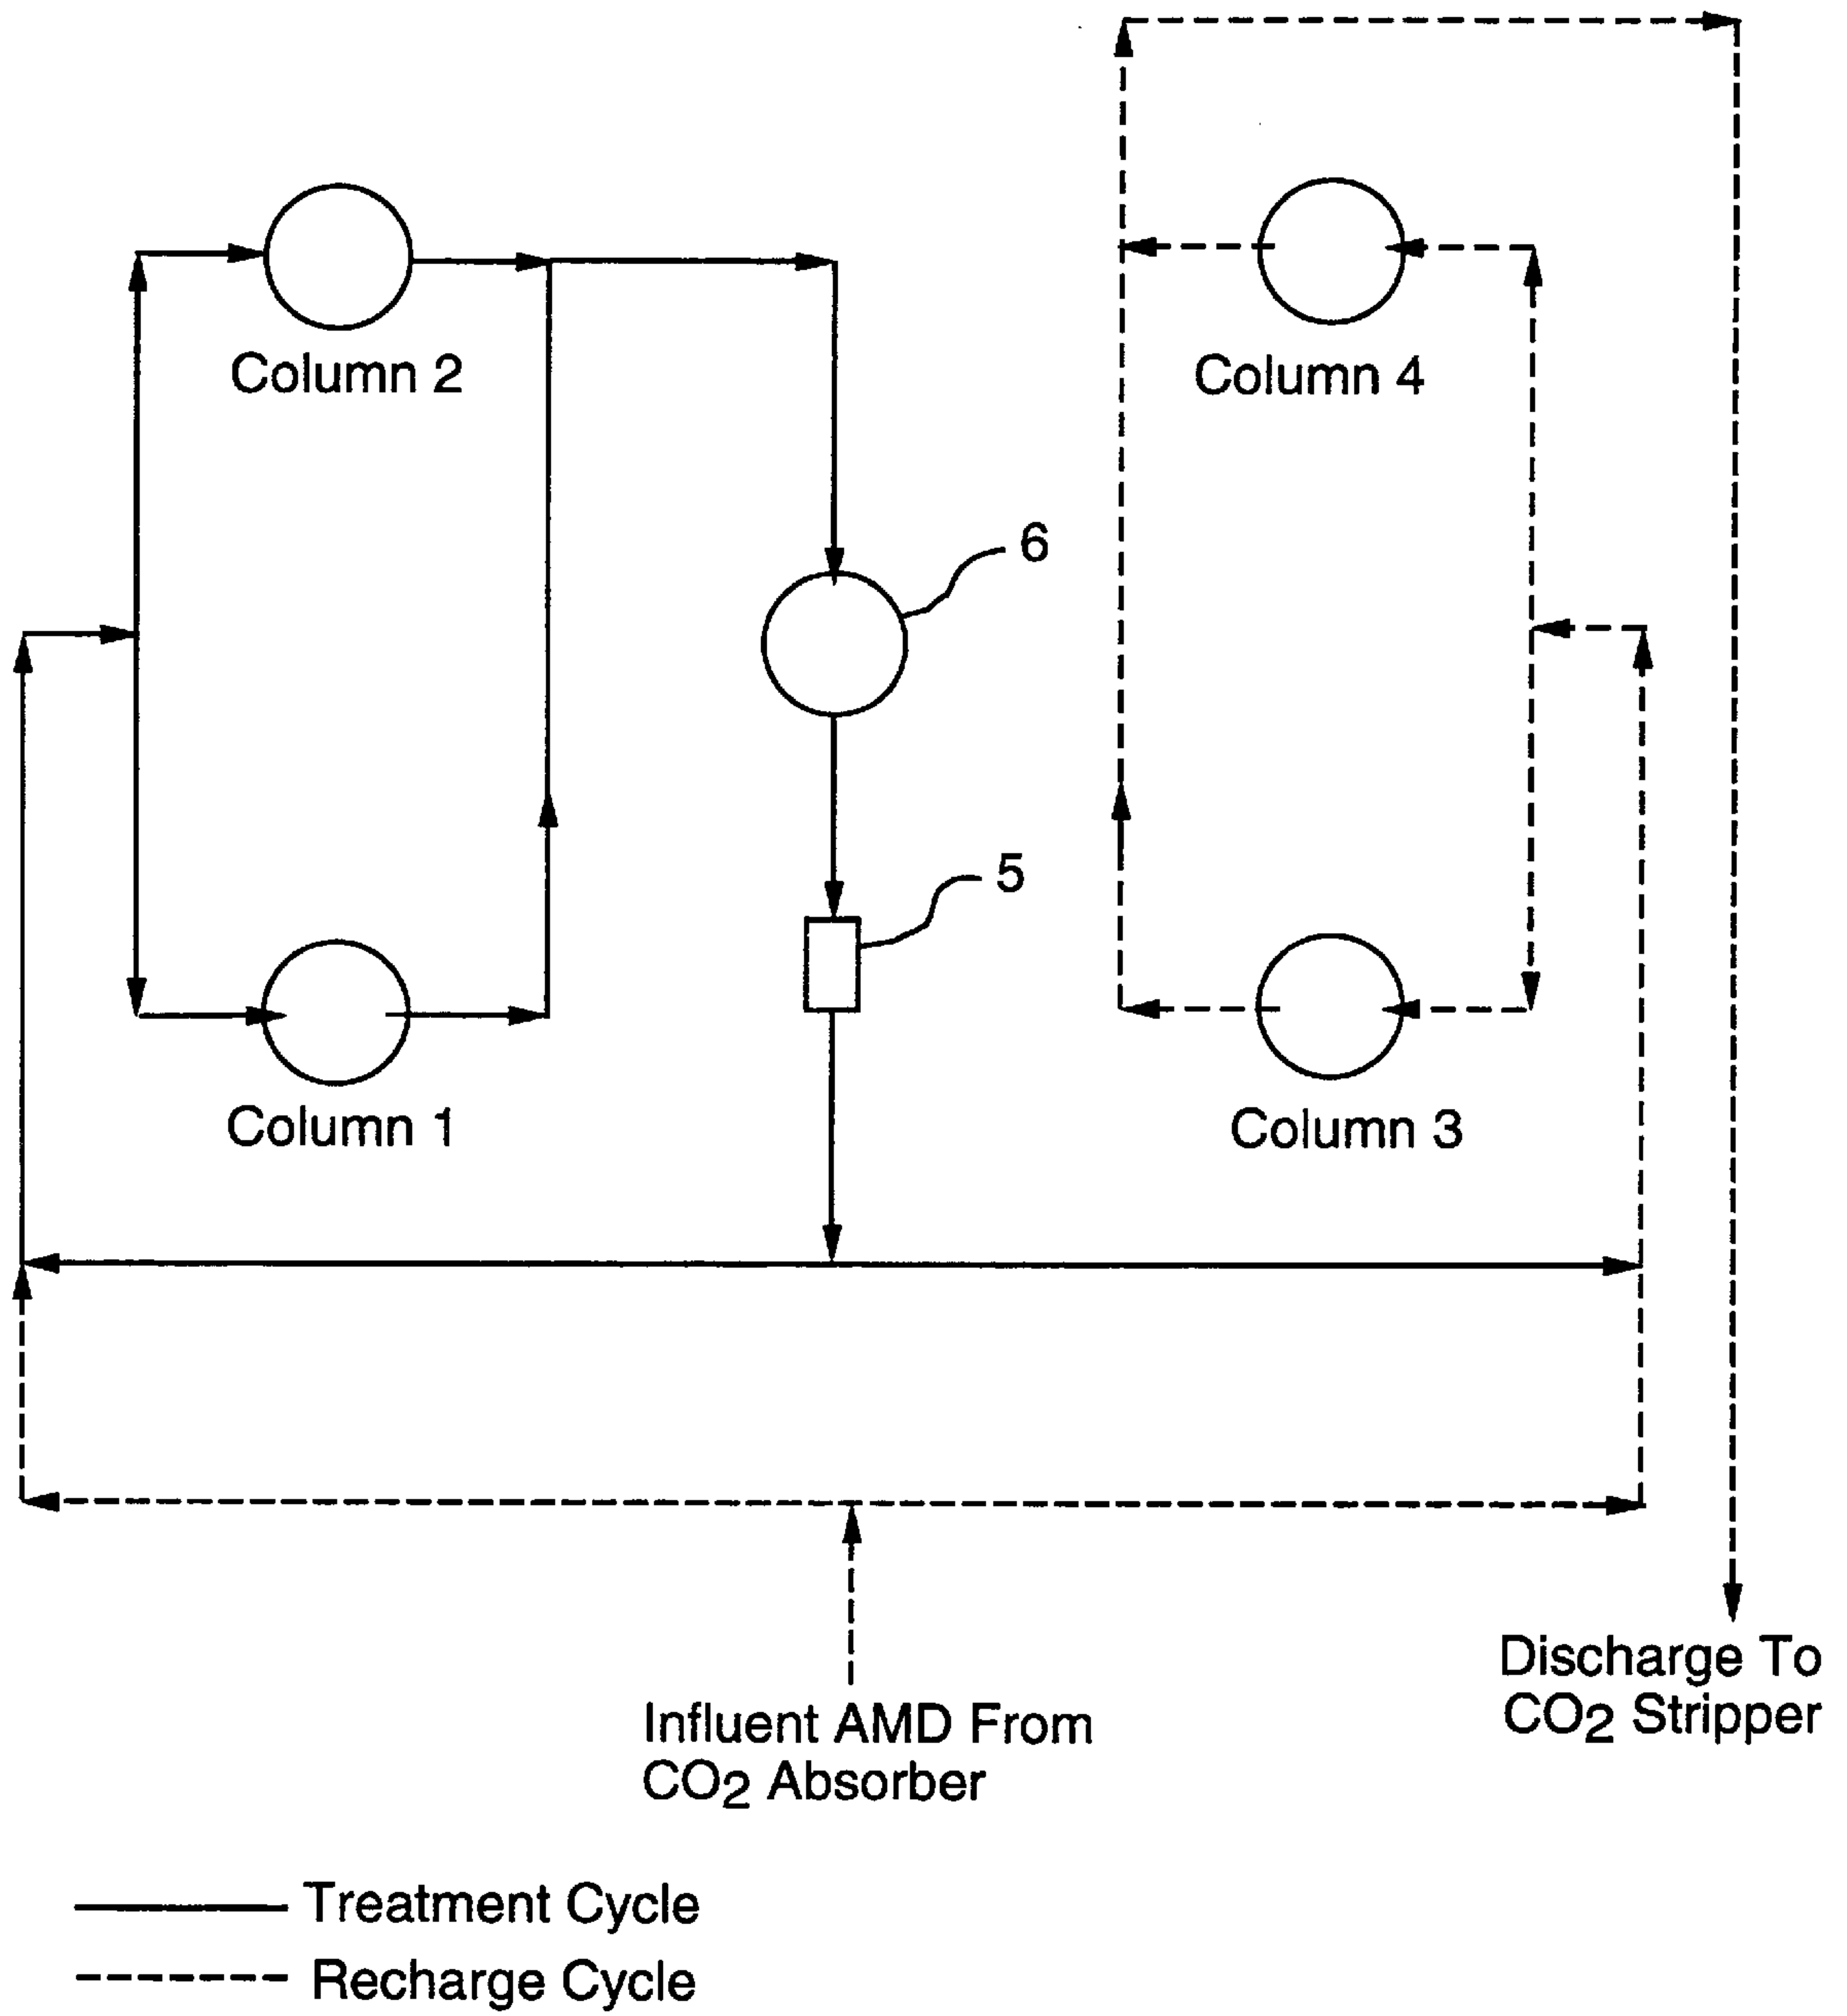 Column 2
Column 4
6
5
Column 1
Column 3
Discharge To
CO2 Stripper
Influent AMD From
CO2 Absorber
Treatment Cycle
Recharge Cycle